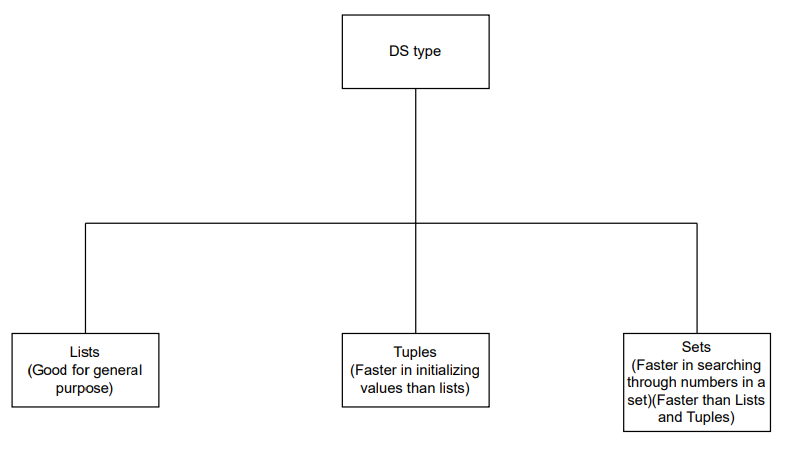 DS type
Lists
(Good for general
purpose)
Tuples
(Faster in initializing
values than lists)
Sets
(Faster in searching
through numbers in a
set)(Faster than Lists
and Tuples)